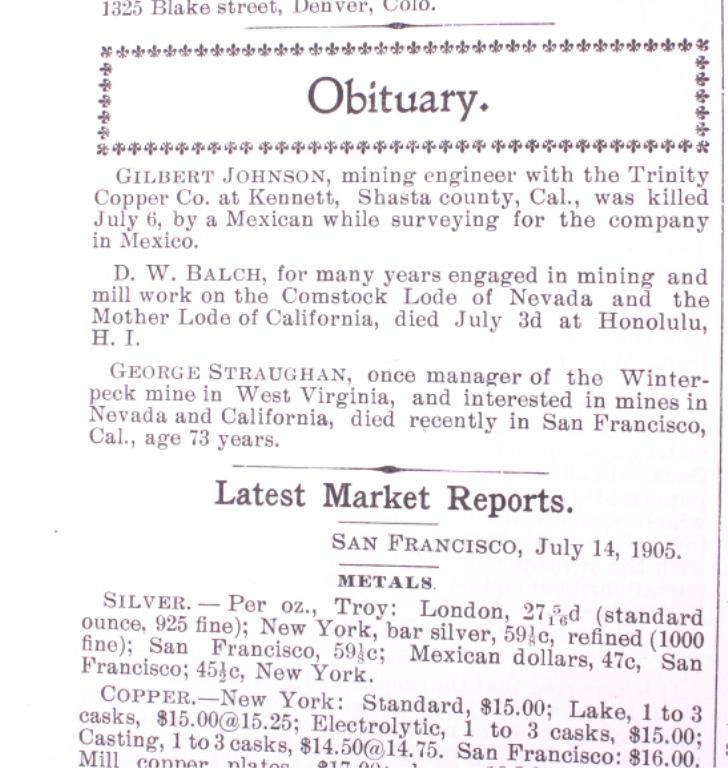 1325 Blake street, Denver, Colo.
Obituary.
GILBERT JOHNSON, mining engineer with the Trinity
Copper Co. at Kennett, Shasta county, Cal., was killed
July 6, by a Mexican while surveying for the company
in Mexico.
D. W. BALCH, for many years engaged in mining and
mill work on the Comstock Lode of Nevada and the
Mother Lode of California, died July 3d at Honolulu,
H. I.
GEORGE STRAUGHAN, once manager of the Winter-
peck mine in West Virginia, and interested in mines in
Nevada and California, died recently in San Francisco,
Cal., age 73 years.
Latest Market Reports.
SAN FRANCISCO, July 14, 1905.
METALS.
SILVER. — Per oz., Troy: London, 27 5/16d (standard
ounce, 925 fine); New York, bar silver, 59⅛c, refined (1000
fine); San Francisco, 59⅛c; Mexican dollars, 47c, San
Francisco; 45½c, New York.
COPPER.—New York: Standard, $15.00; Lake, 1 to 3
casks, $15.00@15.25; Electrolytic, 1 to 3 casks, $15.00;
Casting, 1 to 3 casks, $14.50@14.75. San Francisco: $16.00.
Mill copper plates,